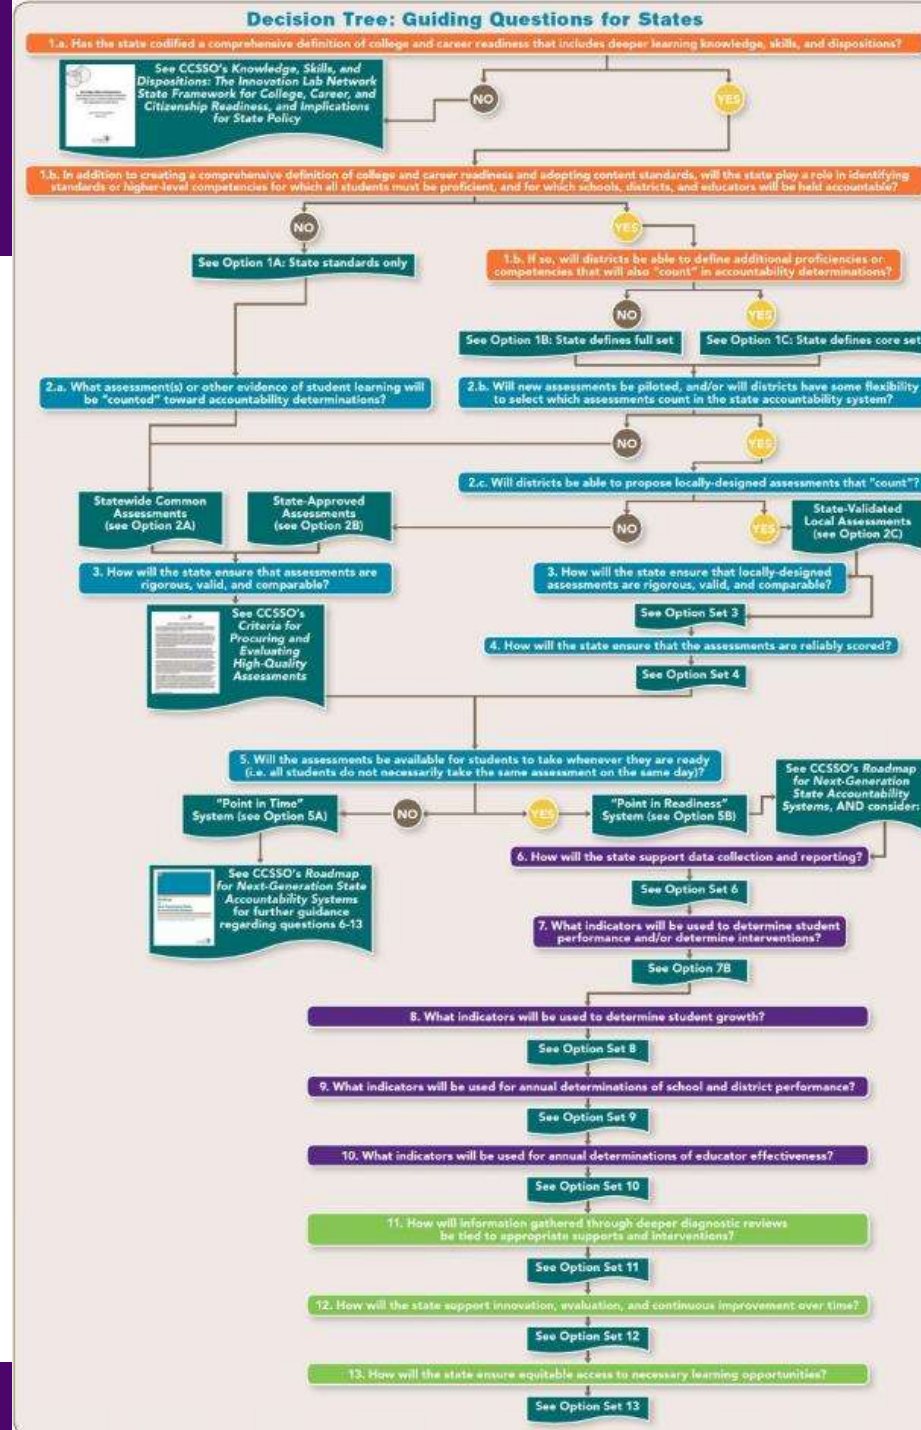 Decision Tree: Guiding Questions for States
1.a. Has the state codified a comprehensive definition of college and career readiness that includes deeper learning knowledge, skills, and dispositions?
See CCSSO's Knowledge, Skills, and
Dispositions: The Innovation Lab Network
State Framework for College, Career, and
Citizenship Readiness, and Implications
for State Policy
NO
YES
1.b. In addition to creating a comprehensive definition of college and career readiness and adopting content standards, will the state play a role in identifying
standards or higher-level competencies for which all students must be proficient, and for which schools, districts, and educators will be held accountable?
NO
YES
See Option 1A: State standards only
1.b. If so, will districts be able to define additional proficiencies or
competencies that will also "count" in accountability determinations?
NO
YES
See Option 1B: State defines full set
See Option 1C: State defines core set
2.a. What assessment(s) or other evidence of student learning will
be "counted" toward accountability determinations?
2.b. Will new assessments be piloted, and/or will districts have some flexibility
to select which assessments count in the state accountability system?
NO
YES
2.c. Will districts be able to propose locally-designed assessments that "count"?
Statewide Common
Assessments
(see Option 2A)
State-Approved
Assessments
(see Option 2B)
NO
YES
State-Validated
Local Assessments
(see Option 2C)
3. How will the state ensure that assessments are
rigorous, valid, and comparable?
3. How will the state ensure that locally-designed
assessments are rigorous, valid, and comparable?
See CCSSO's
Criteria for
Procuring and
Evaluating
High-Quality
Assessments
See Option Set 3
4. How will the state ensure that the assessments are reliably scored?
See Option Set 4
5. Will the assessments be available for students to take whenever they are ready
(i.e. all students do not necessarily take the same assessment on the same day)?
"Point in Time"
System (see Option 5A)
NO
YES
"Point in Readiness"
System (see Option 5B)
See CCSSO's Roadmap
for Next-Generation
State Accountability
Systems, AND consider:
See CCSSO's Roadmap
for Next-Generation State
Accountability Systems
for further guidance
regarding questions 6-13
6. How will the state support data collection and reporting?
See Option Set 6
7. What indicators will be used to determine student
performance and/or determine interventions?
See Option 7B
8. What indicators will be used to determine student growth?
See Option Set 8
9. What indicators will be used for annual determinations of school and district performance?
See Option Set 9
10. What indicators will be used for annual determinations of educator effectiveness?
See Option Set 10
11. How will information gathered through deeper diagnostic reviews
be tied to appropriate supports and interventions?
See Option Set 11
12. How will the state support innovation, evaluation, and continuous improvement over time?
See Option Set 12
13. How will the state ensure equitable access to necessary learning opportunities?
See Option Set 13